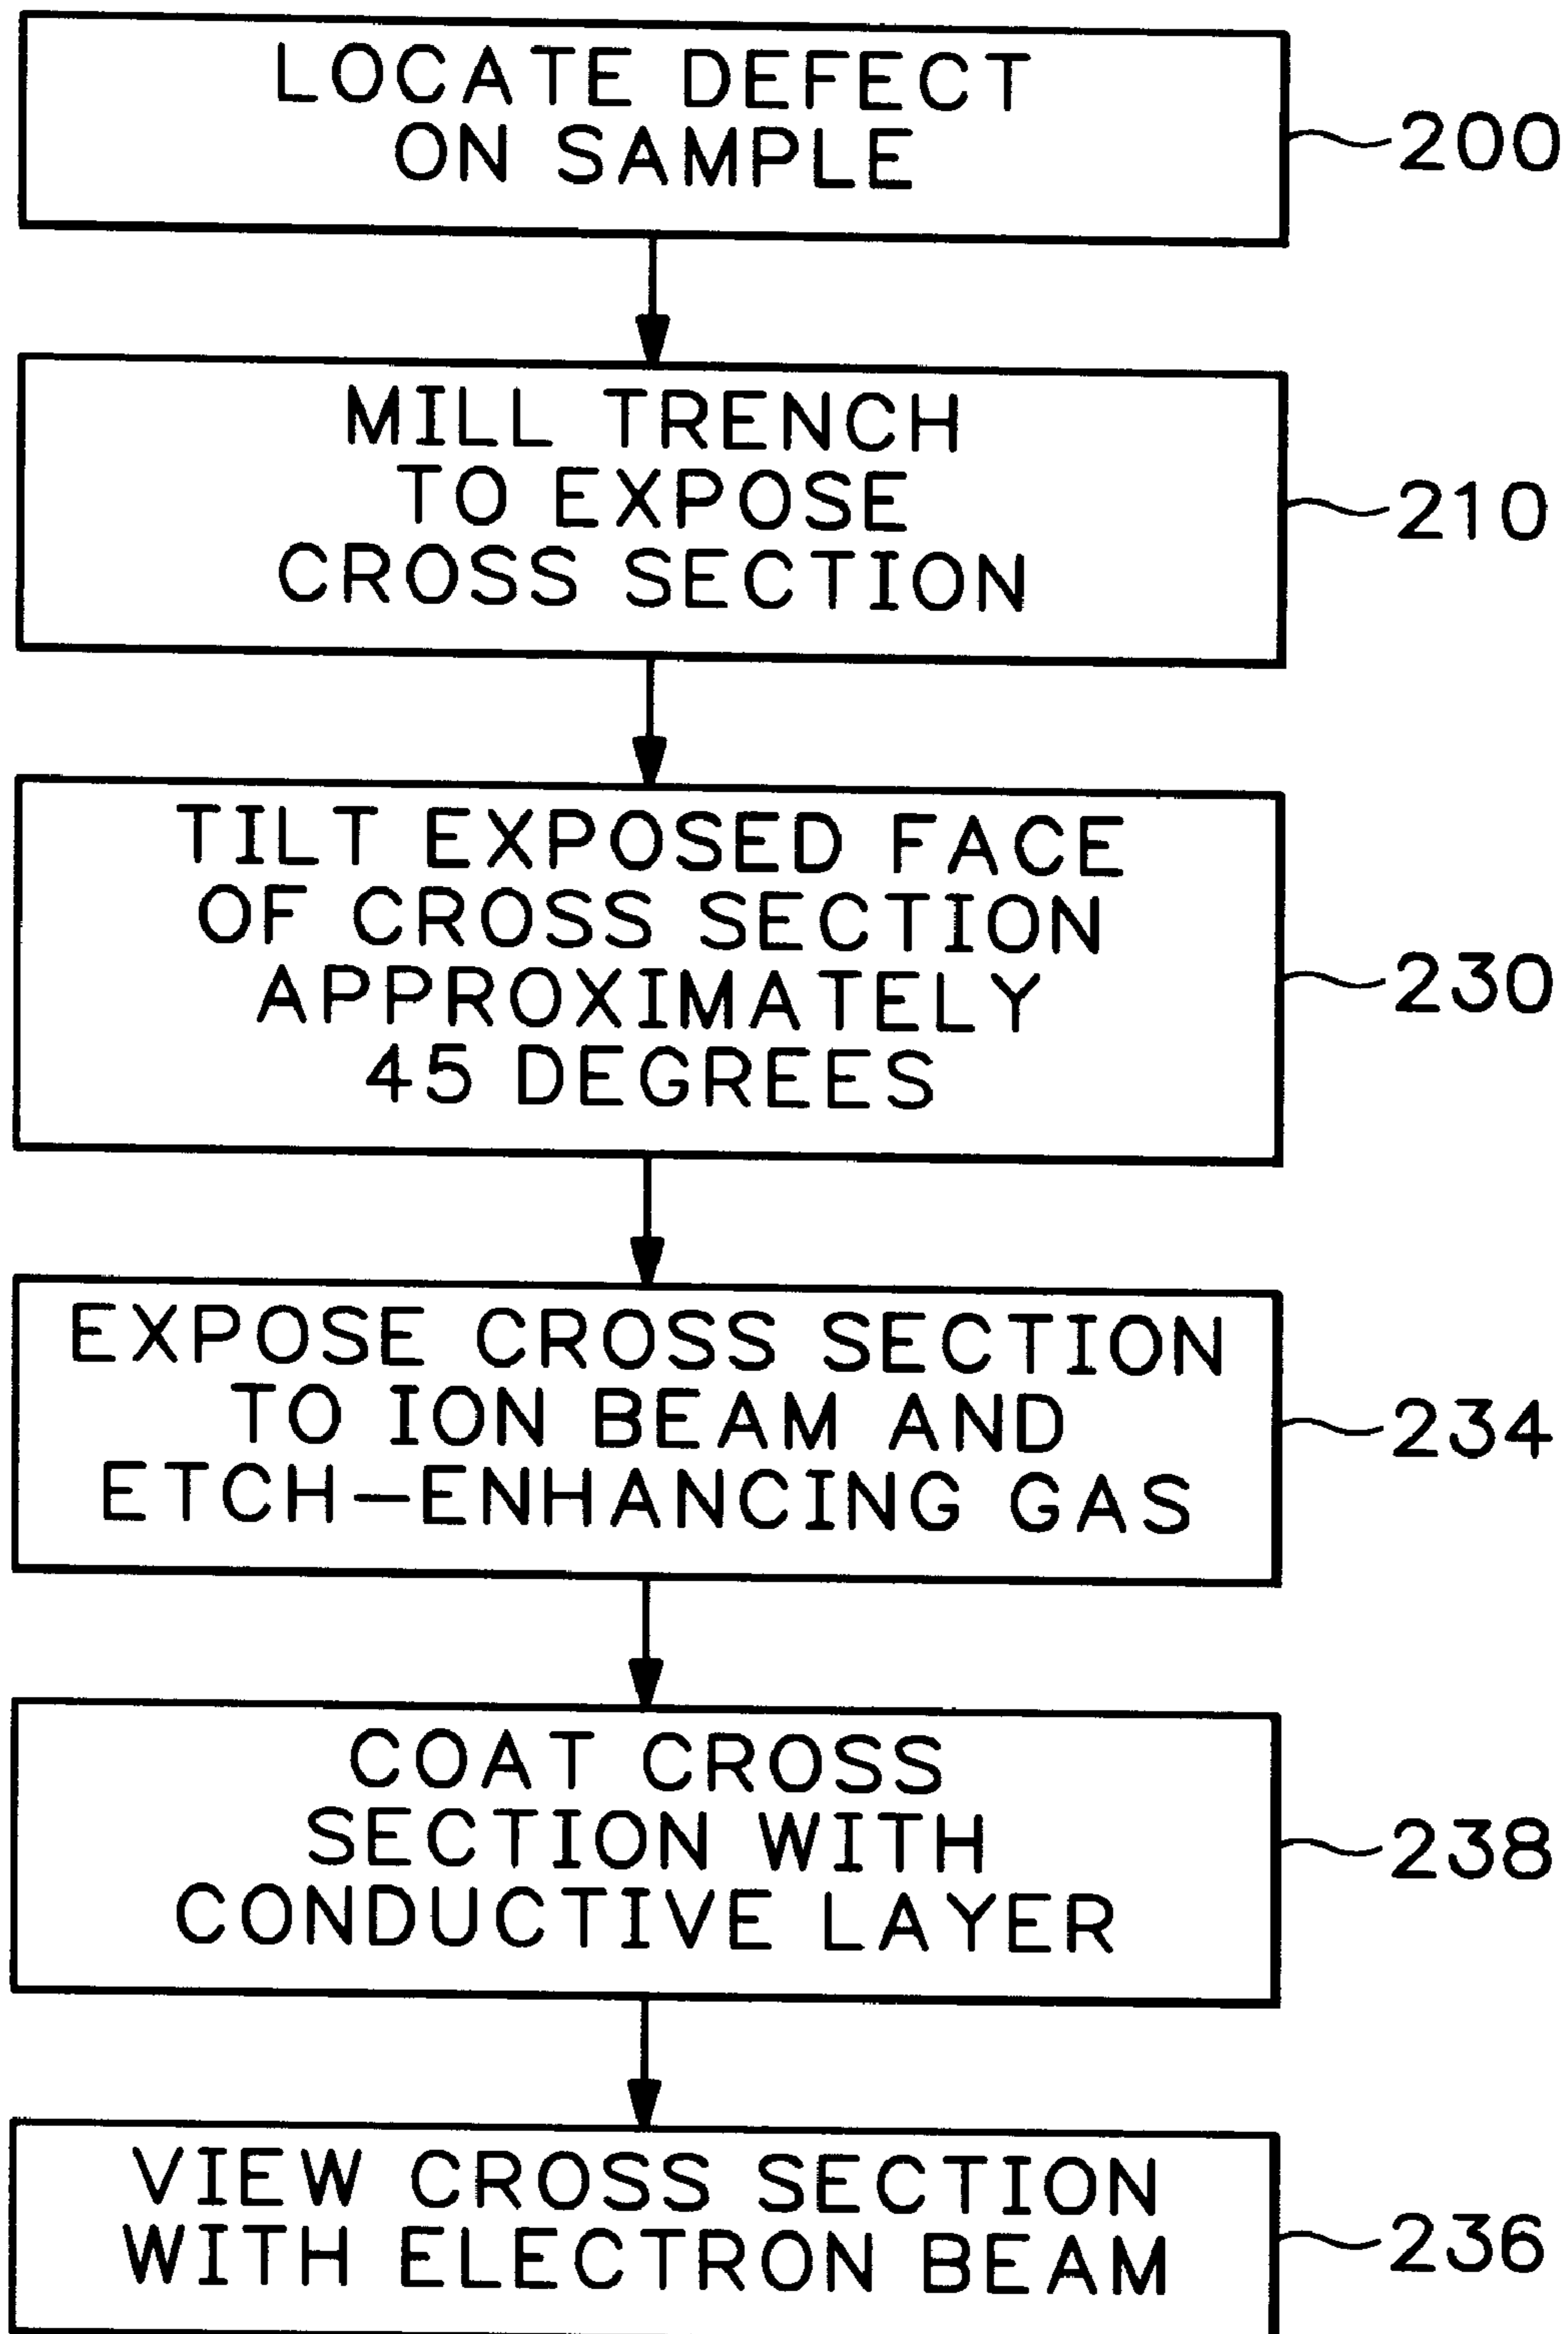 LOCATE DEFECT
ON SAMPLE
200
MILL TRENCH
TO EXPOSE
CROSS SECTION
210
TILT EXPOSED FACE
OF CROSS SECTION
APPROXIMATELY
45 DEGREES
230
EXPOSE CROSS SECTION
TO ION BEAM AND
ETCH-ENHANCING GAS
234
COAT CROSS
SECTION WITH
CONDUCTIVE LAYER
238
VIEW CROSS SECTION
WITH ELECTRON BEAM
236